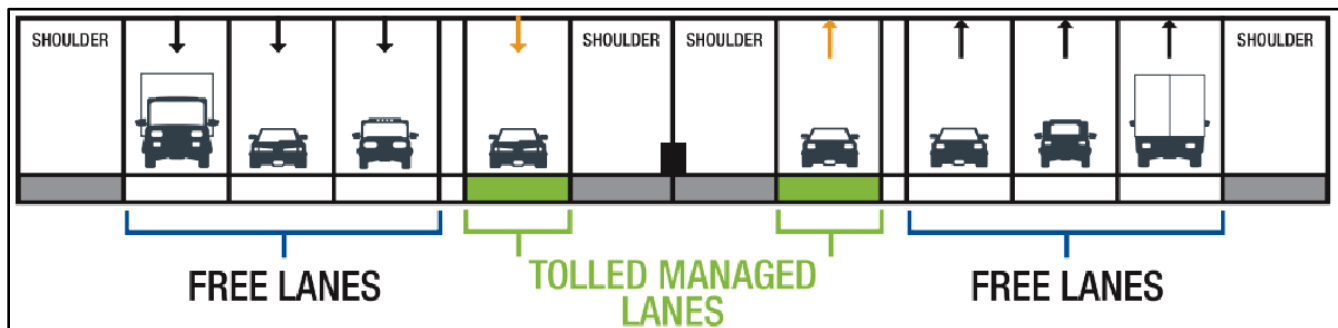 SHOULDER
SHOULDER
SHOULDER
SHOULDER
FREE LANES
TOLLED MANAGED
LANES
FREE LANES